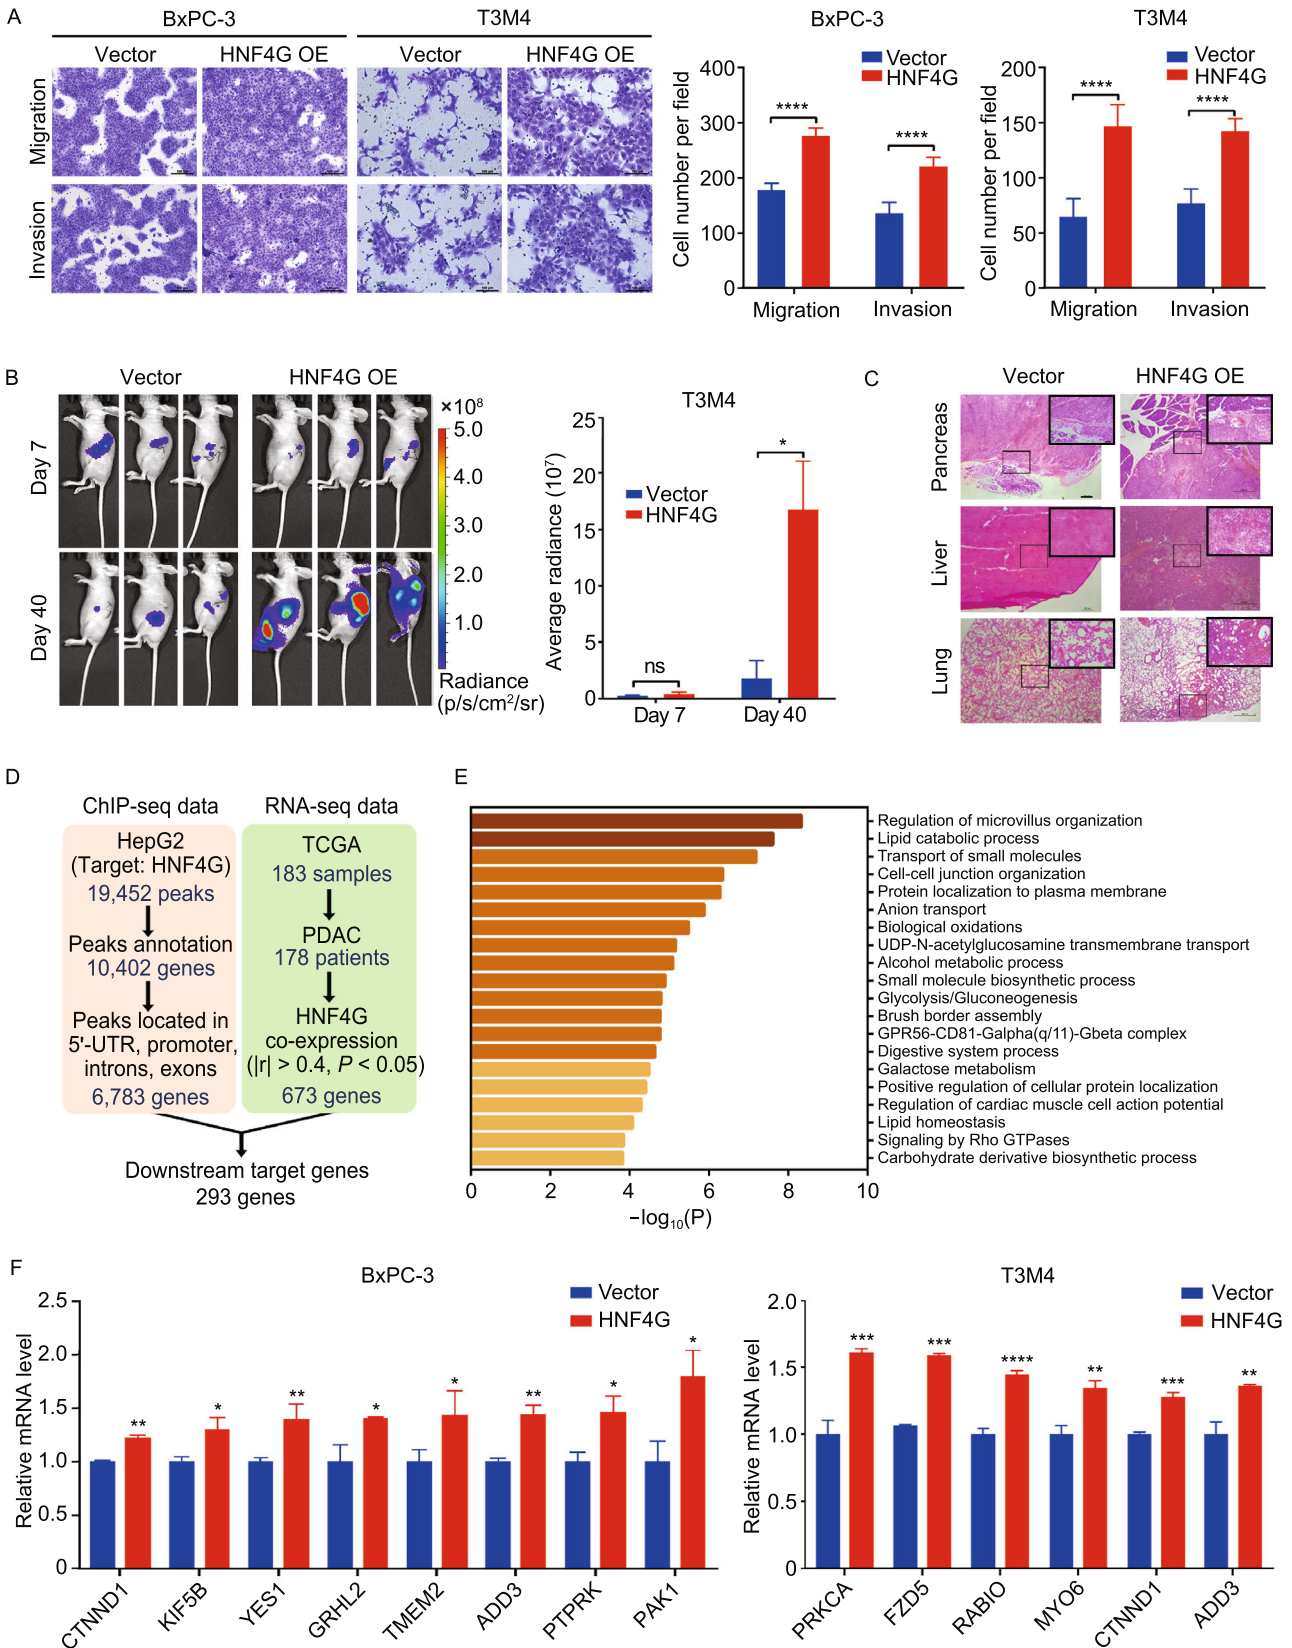 A
BxPC-3
T3M4
Vector
HNF4G OE
Vector
HNF4G OE
Migration
Invasion
BxPC-3
Vector
HNF4G
Cell number per field
400
300
200
100
0
****
****
Migration
Invasion
T3M4
Vector
HNF4G
Cell number per field
200
150
100
50
0
****
****
Migration
Invasion
B
Vector
HNF4G OE
Day 7
Day 40
×10⁸
5.0
4.0
3.0
2.0
1.0
Radiance
(p/s/cm²/sr)
T3M4
Average radiance (10⁷)
25
20
15
10
5
0
Vector
HNF4G
ns
*
Day 7
Day 40
C
Vector
HNF4G OE
Pancreas
Liver
Lung
D
ChIP-seq data
HepG2
(Target: HNF4G)
19,452 peaks
Peaks annotation
10,402 genes
Peaks located in
5'-UTR, promoter,
introns, exons
6,783 genes
RNA-seq data
TCGA
183 samples
PDAC
178 patients
HNF4G
co-expression
(|r| > 0.4, P < 0.05)
673 genes
Downstream target genes
293 genes
E
Regulation of microvillus organization
Lipid catabolic process
Transport of small molecules
Cell-cell junction organization
Protein localization to plasma membrane
Anion transport
Biological oxidations
UDP-N-acetylglucosamine transmembrane transport
Alcohol metabolic process
Small molecule biosynthetic process
Glycolysis/Gluconeogenesis
Brush border assembly
GPR56-CD81-Galpha(q/11)-Gbeta complex
Digestive system process
Galactose metabolism
Positive regulation of cellular protein localization
Regulation of cardiac muscle cell action potential
Lipid homeostasis
Signaling by Rho GTPases
Carbohydrate derivative biosynthetic process
0 2 4 6 8 10
−log₁₀(P)
F
BxPC-3
Vector
HNF4G
Relative mRNA level
2.5
2.0
1.5
1.0
0.5
0
** * ** * * ** * *
CTNND1
KIF5B
YES1
GRHL2
TMEM2
ADD3
PTPRK
PAK1
T3M4
Vector
HNF4G
Relative mRNA level
2.0
1.5
1.0
0.5
0
*** *** **** ** *** **
PRKCA
FZD5
RABIO
MYO6
CTNND1
ADD3